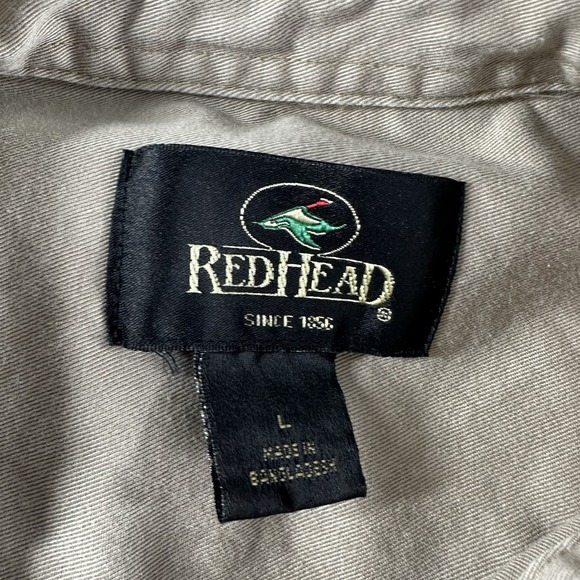 REDHEAD
®
SINCE 1856
L
MADE IN
BANGLADESH